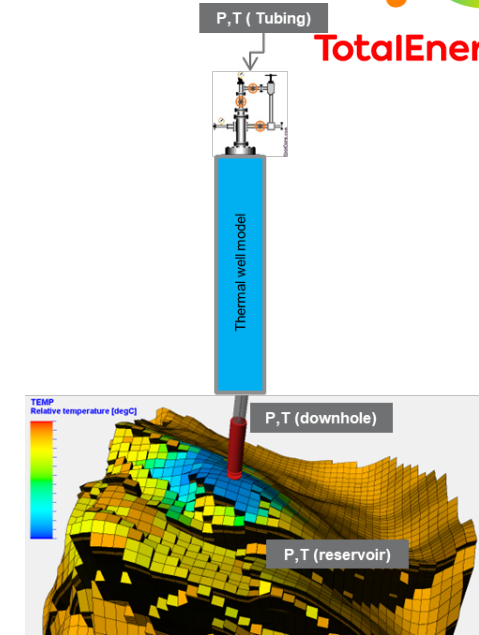 P,T ( Tubing)
TotalEner
Thermal well model
TEMP
Relative temperature [degC]
P,T (downhole)
P,T (reservoir)